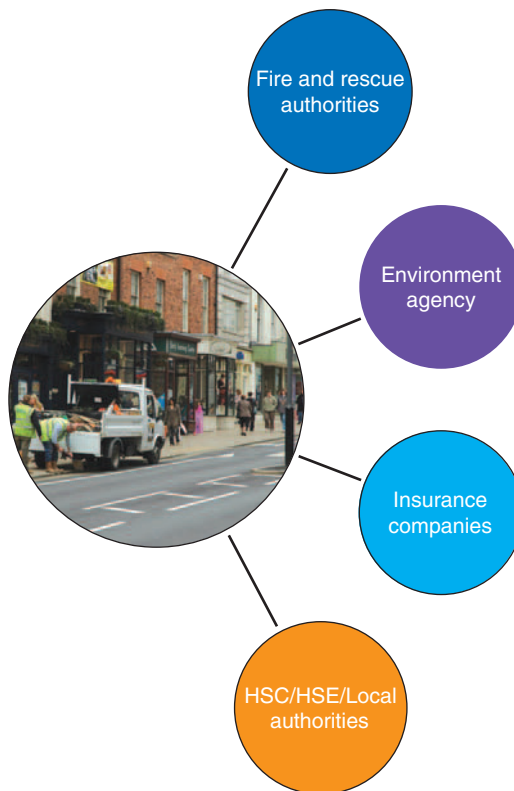 Fire and rescue
authorities
Environment
agency
Insurance
companies
HSC/HSE/Local
authorities